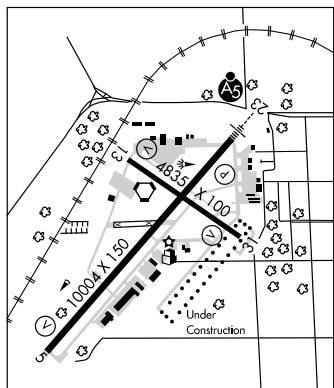 A5
23
13
V
4835 X 100
P
V
31
10004 X 150
V
5
Under
Construction